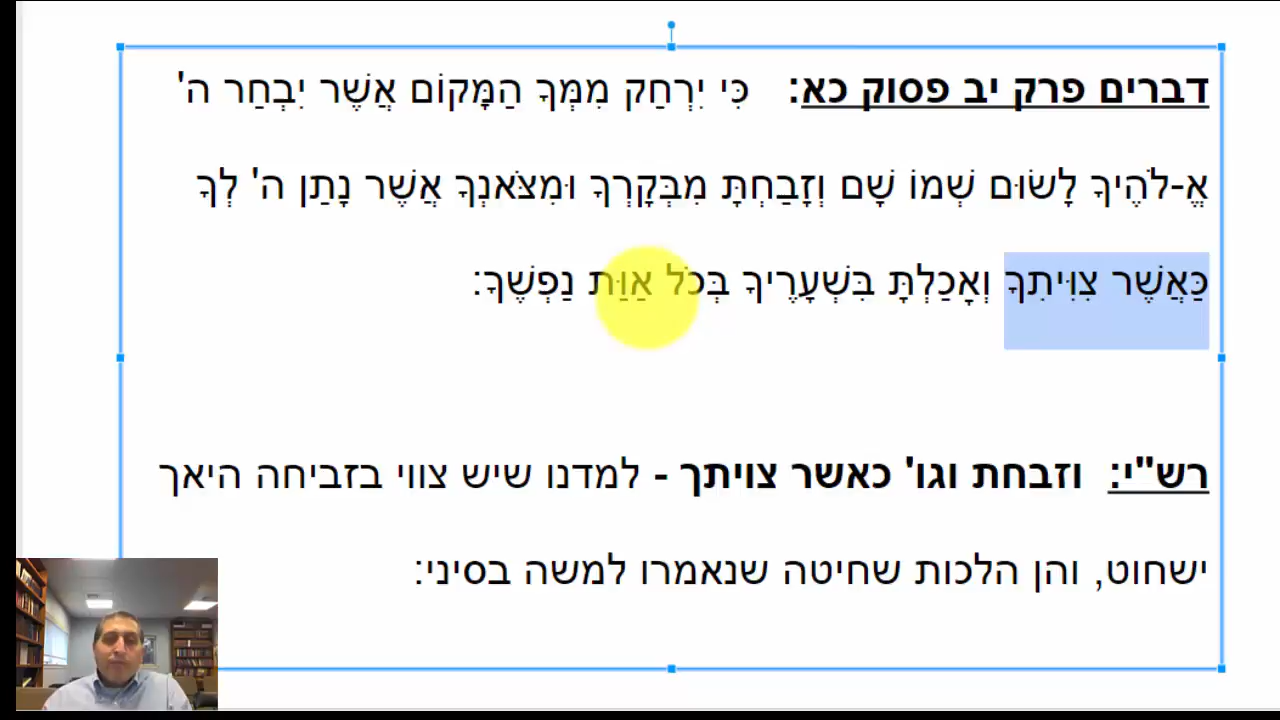 דברים פרק יב פסוק כא: כִּי יִרְחַק מִמְּךָ הַמָּקוֹם אֲשֶׁר יִבְחַר ה'
אֱ-לֹהֶיךָ לָשׂוּם שְׁמוֹ שָׁם וְזָבַחְתָּ מִבְּקָרְךָ וּמִצֹּאנְךָ אֲשֶׁר נָתַן ה' לְךָ
כַּאֲשֶׁר צִוִּיתִךָ וְאָכַלְתָּ בִּשְׁעָרֶיךָ בְּכֹל אַוַּת נַפְשֶׁךָ:
רש"י: וזבחת וגו' כאשר צויתך - למדנו שיש צווי בזביחה היאך
ישחוט, והן הלכות שחיטה שנאמרו למשה בסיני: